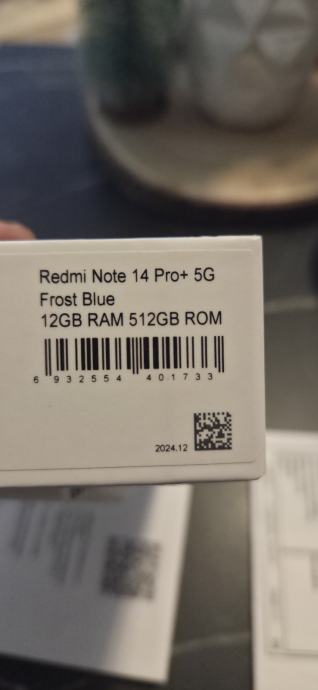 Redmi Note 14 Pro+ 5G
Frost Blue
12GB RAM 512GB ROM
6 932554 401733
2024.12